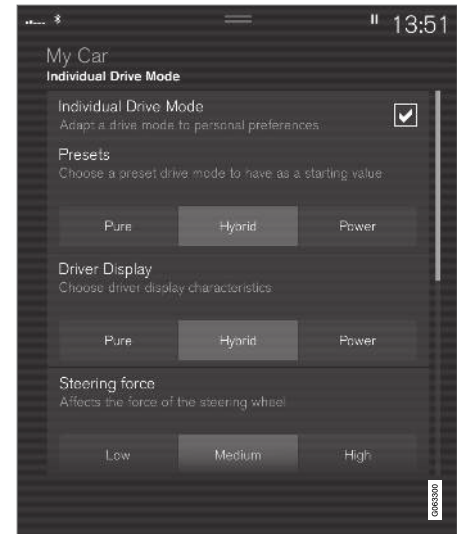 13:51
My Car
Individual Drive Mode
Individual Drive Mode
Adapt a drive mode to personal preferences
Presets
Choose a preset drive mode to have as a starting value
Pure Hybrid Power
Driver Display
Choose driver display characteristics
Pure Hybrid Power
Steering force
Affects the force of the steering wheel
Low Medium High
G063300